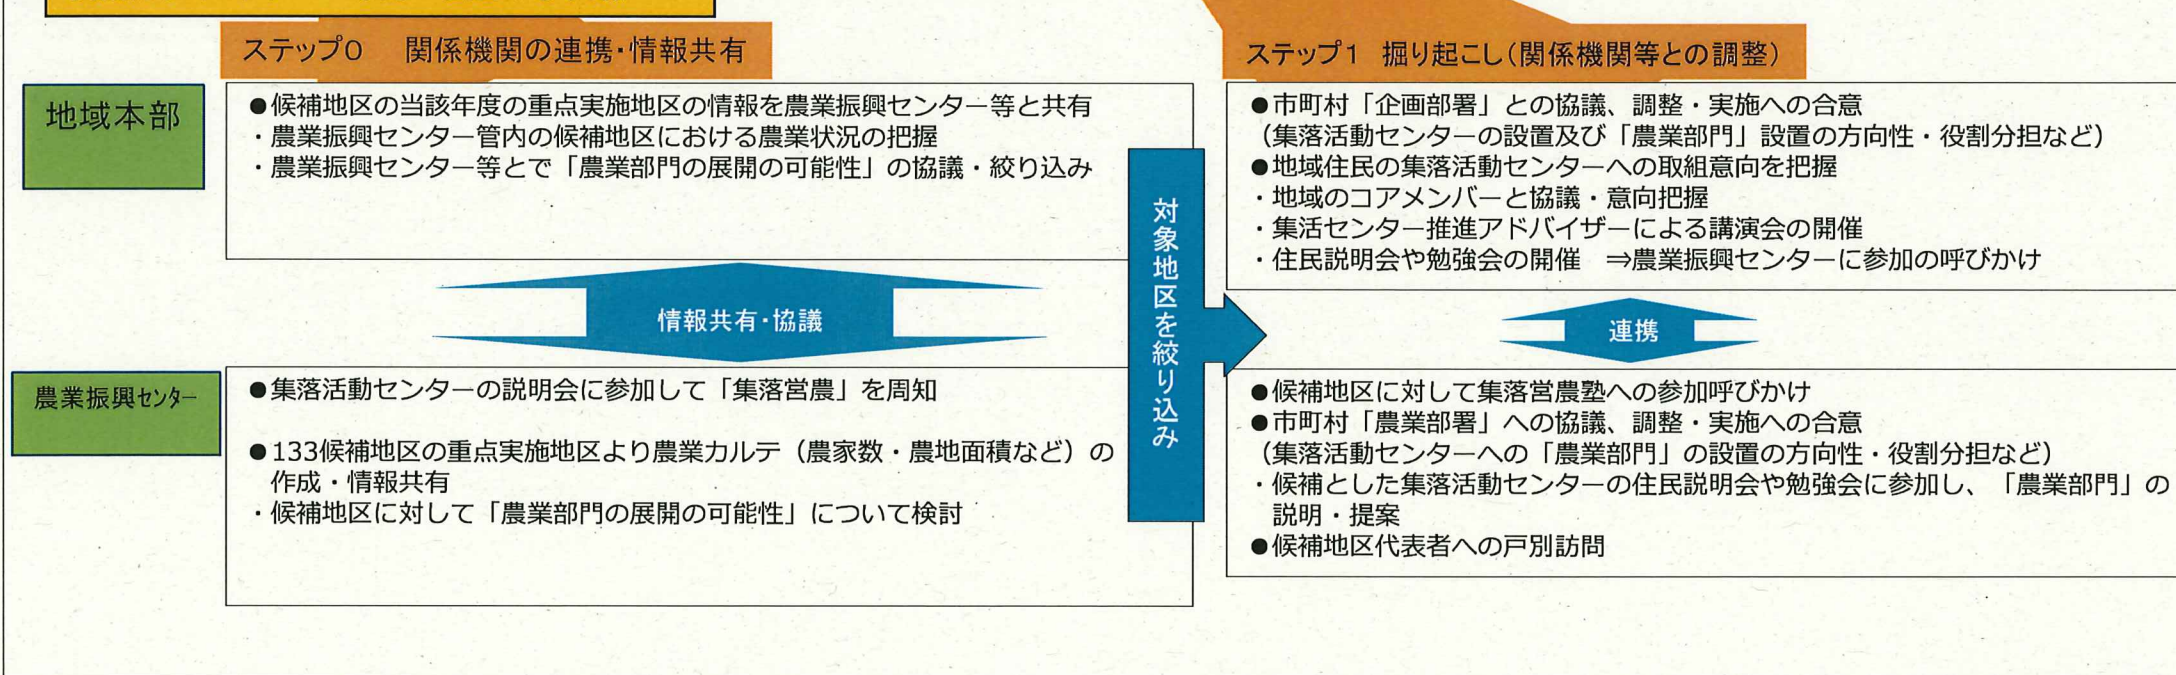 ステップ0　関係機関の連携・情報共有
地域本部
●候補地区の当該年度の重点実施地区の情報を農業振興センター等と共有
・農業振興センター管内の候補地区における農業状況の把握
・農業振興センター等とで「農業部門の展開の可能性」の協議・絞り込み
情報共有・協議
農業振興センター
●集落活動センターの説明会に参加して「集落営農」を周知
●133候補地区の重点実施地区より農業カルテ（農家数・農地面積など）の
作成・情報共有
・候補地区に対して「農業部門の展開の可能性」について検討
対象地区を絞り込み
ステップ1　掘り起こし（関係機関等との調整）
●市町村「企画部署」との協議、調整・実施への合意
（集落活動センターの設置及び「農業部門」設置の方向性・役割分担など）
●地域住民の集落活動センターへの取組意向を把握
・地域のコアメンバーと協議・意向把握
・集活センター推進アドバイザーによる講演会の開催
・住民説明会や勉強会の開催　⇒農業振興センターに参加の呼びかけ
連携
●候補地区に対して集落営農塾への参加呼びかけ
●市町村「農業部署」への協議、調整・実施への合意
（集落活動センターへの「農業部門」の設置の方向性・役割分担など）
・候補とした集落活動センターの住民説明会や勉強会に参加し、「農業部門」の
説明・提案
●候補地区代表者への戸別訪問